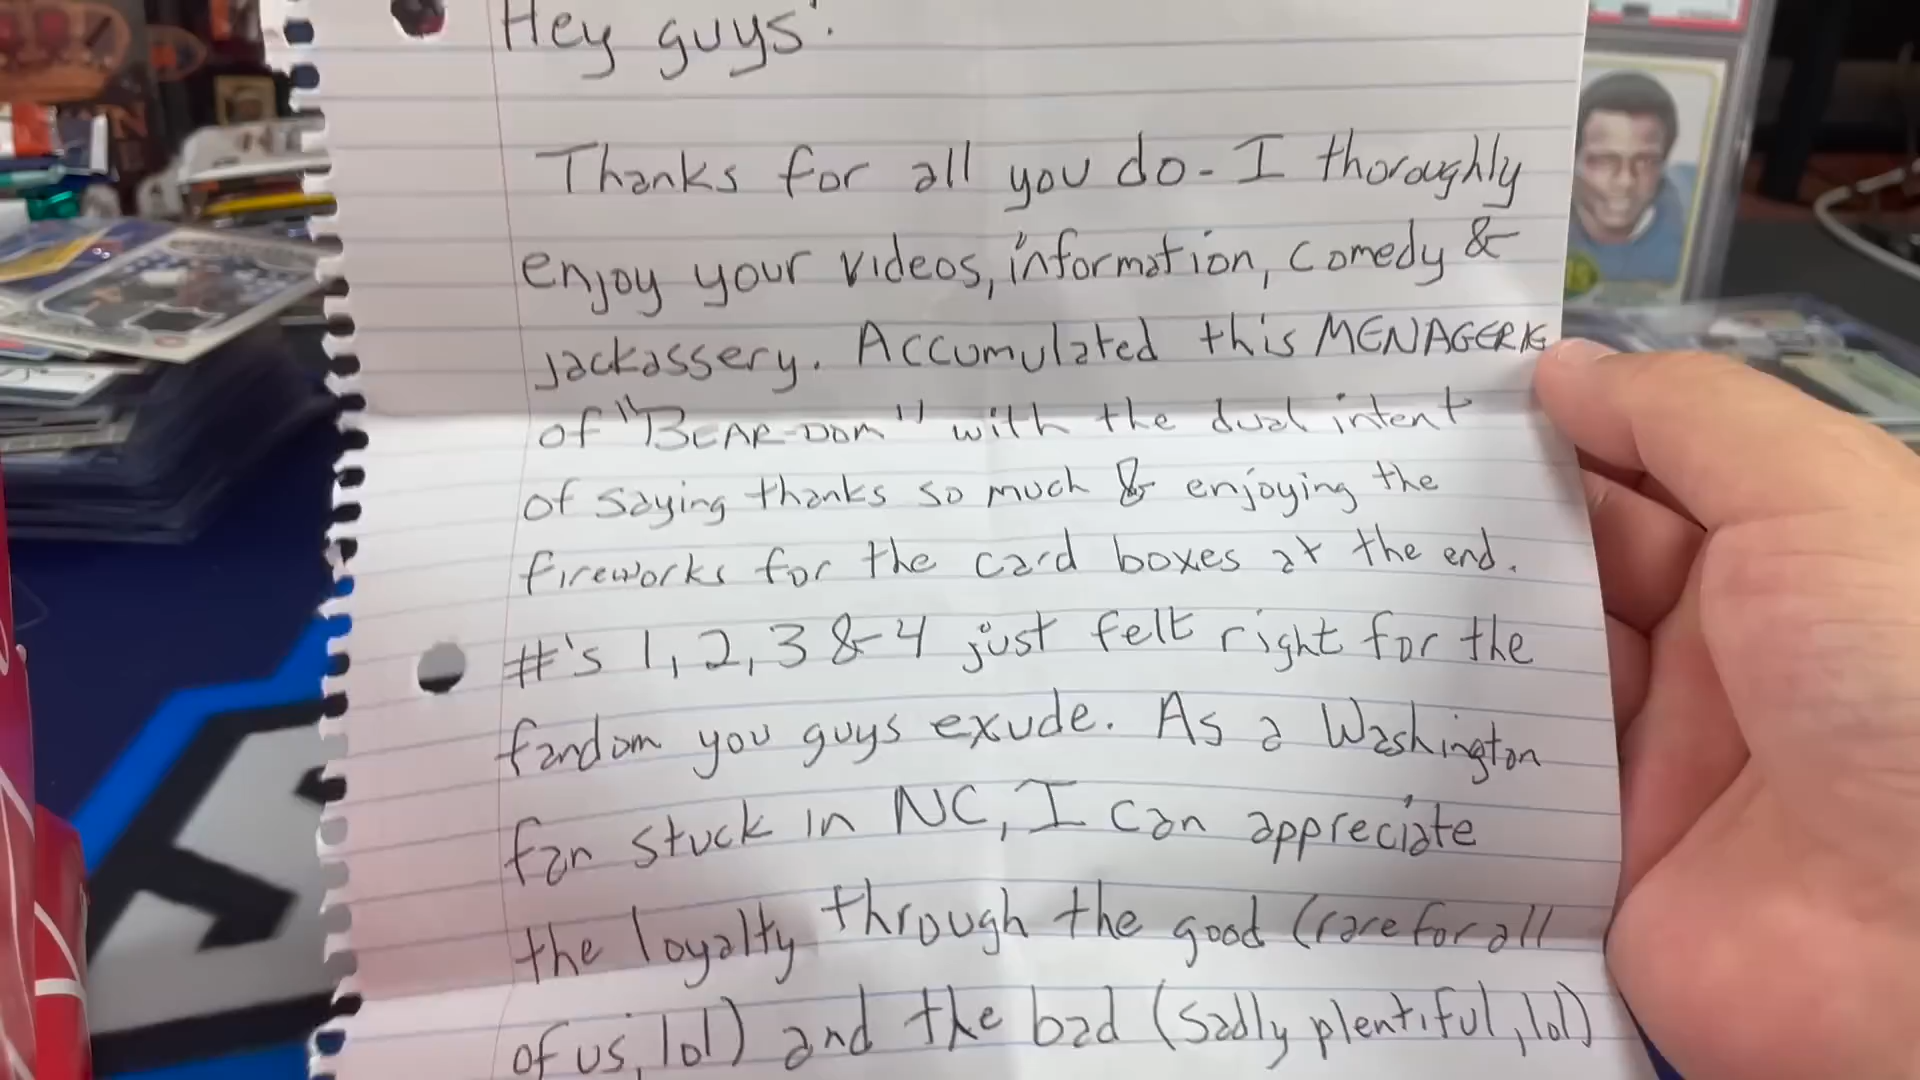 Hey guys:
Thanks for all you do - I thoroughly
enjoy your videos, information, comedy &
jackassery. Accumulated this MENAGERIE
of "BEAR-DOM" with the dual intent
of saying thanks so much & enjoying the
fireworks for the card boxes at the end.
#'s 1, 2, 3 & 4 just felt right for the
fandom you guys exude. As a Washington
fan stuck in NC, I can appreciate
the loyalty through the good (rare for all
of us, lol) and the bad (sadly plentiful, lol)